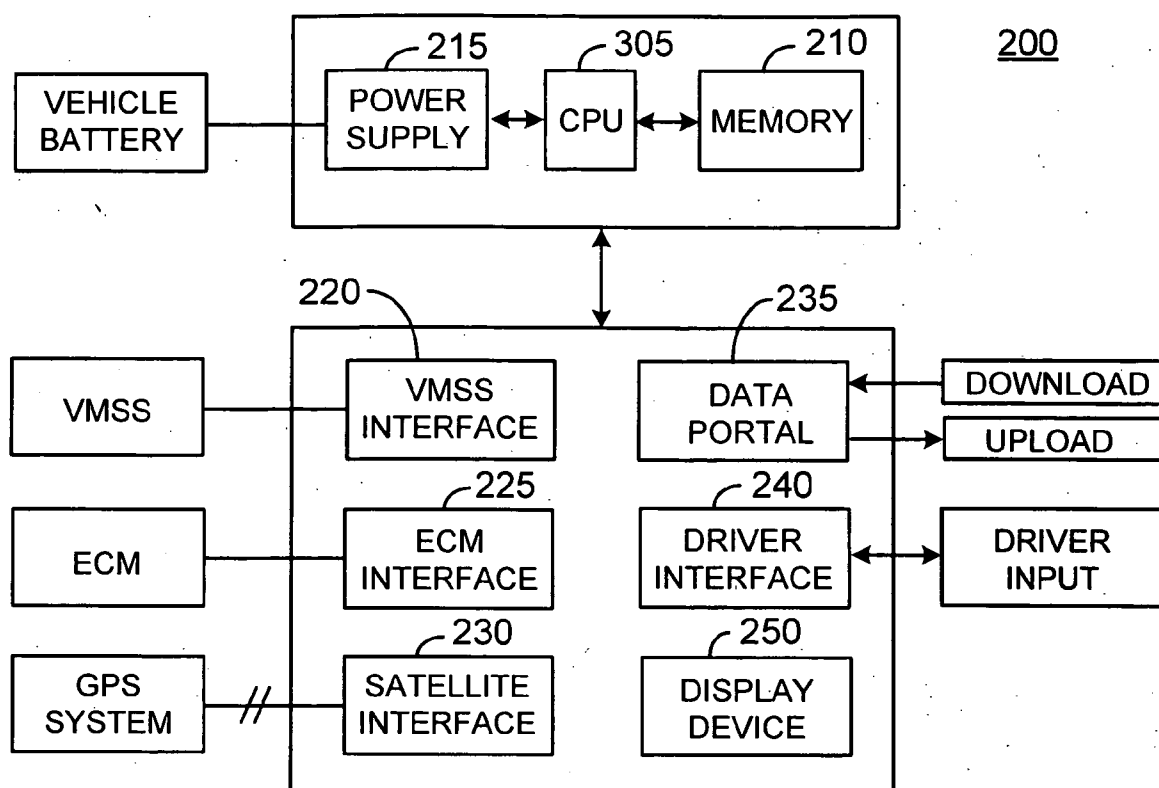 215
305
210
200
VEHICLE
BATTERY
POWER
SUPPLY
CPU
MEMORY
220
235
VMSS
VMSS
INTERFACE
DATA
PORTAL
DOWNLOAD
UPLOAD
225
240
ECM
ECM
INTERFACE
DRIVER
INTERFACE
DRIVER
INPUT
230
250
GPS
SYSTEM
SATELLITE
INTERFACE
DISPLAY
DEVICE